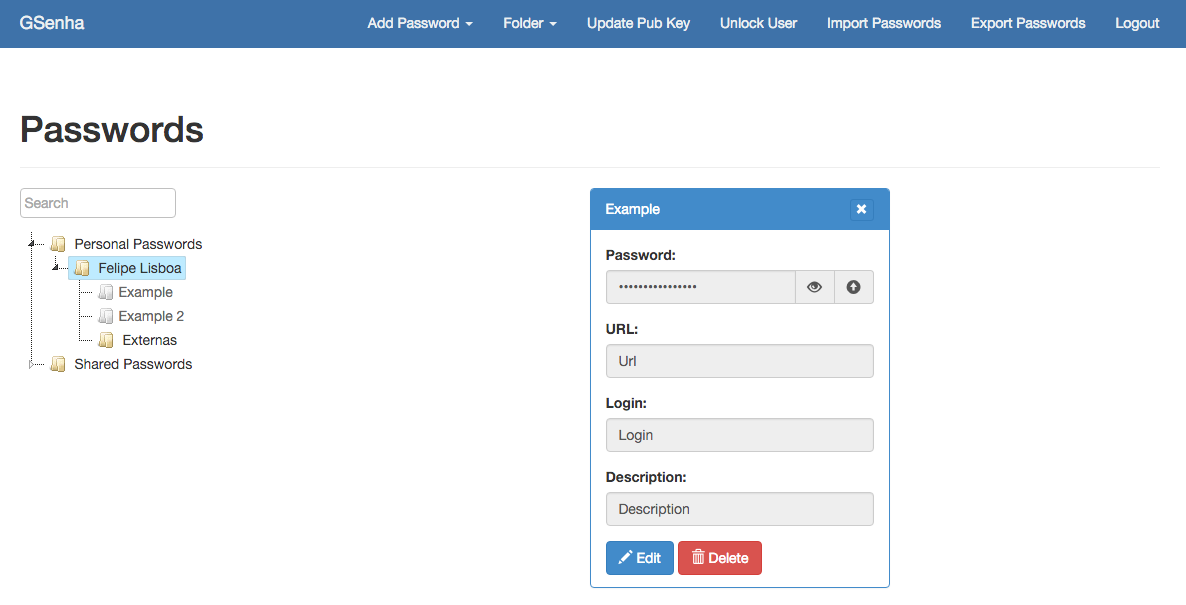 GSenha Add Password Folder Update Pub Key Unlock User Import Passwords Export Passwords Logout
Passwords
Search
Personal Passwords
Felipe Lisboa
Example
Example 2
Externas
Shared Passwords
Example
Password:
••••••••••••••••
URL:
Url
Login:
Login
Description:
Description
Edit Delete